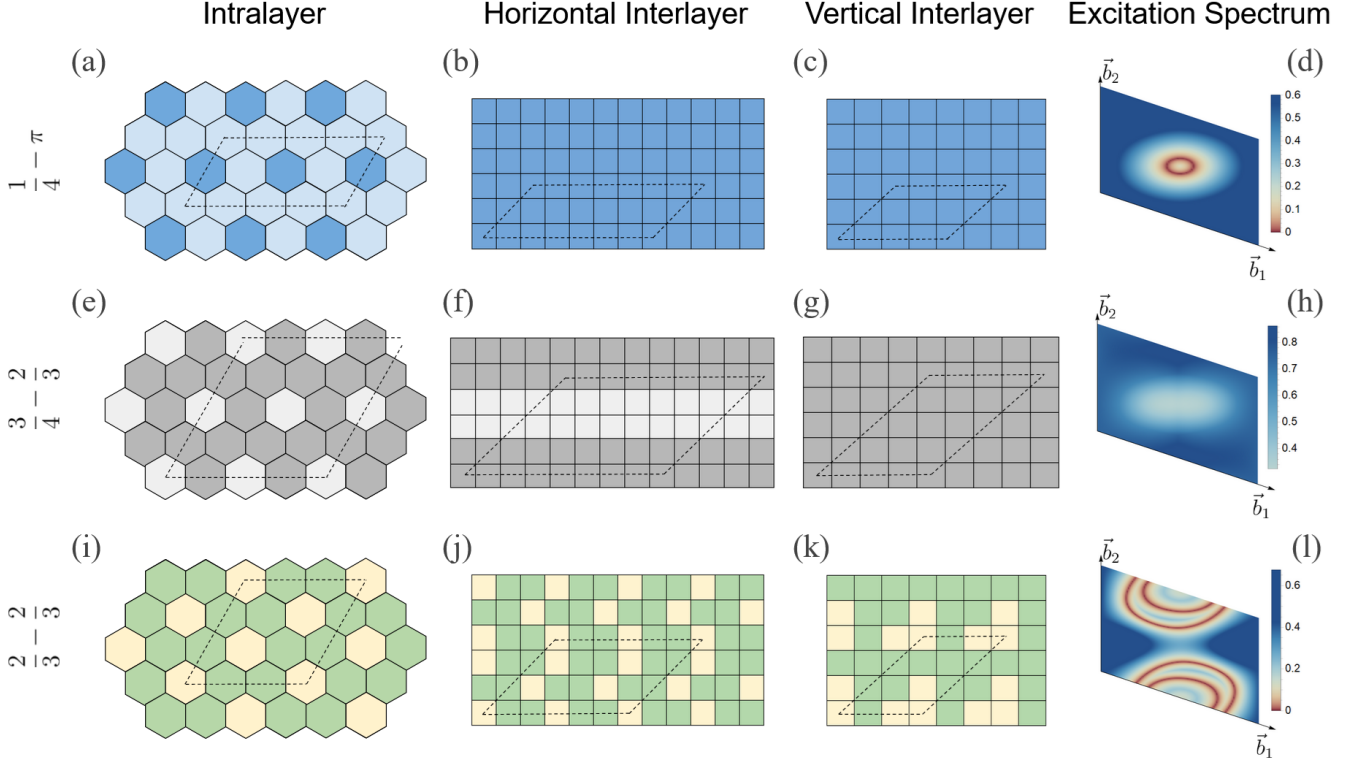 Intralayer Horizontal Interlayer Vertical Interlayer Excitation Spectrum
(a) (b) (c) (d)
1/4 − π
b⃗₂
0.6
0.5
0.4
0.3
0.2
0.1
0
b⃗₁
(e) (f) (g) (h)
3/4 − 2/3
b⃗₂
0.8
0.7
0.6
0.5
0.4
b⃗₁
(i) (j) (k) (l)
2/3 − 2/3
b⃗₂
0.6
0.4
0.2
0
b⃗₁